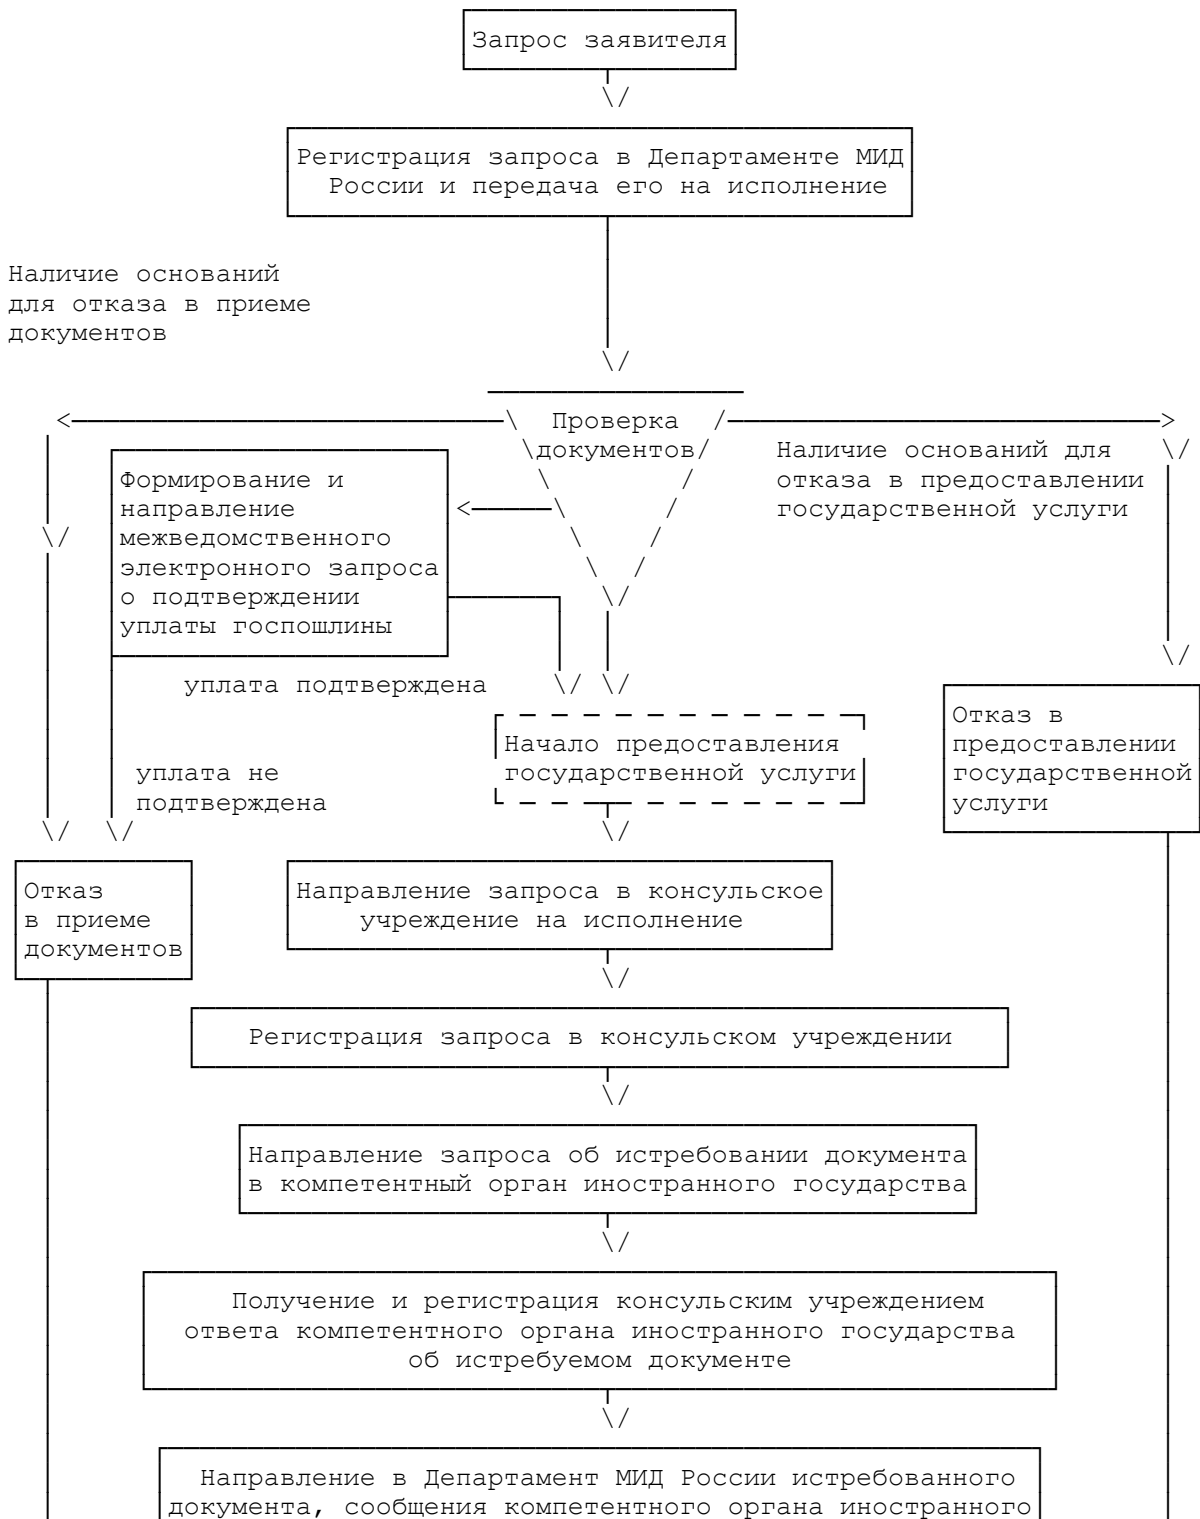 Запрос заявителя
Регистрация запроса в Департаменте МИД
России и передача его на исполнение
Наличие оснований
для отказа в приеме
документов
Проверка
документов
Наличие оснований для
отказа в предоставлении
государственной услуги
Формирование и
направление
межведомственного
электронного запроса
о подтверждении
уплаты госпошлины
уплата подтверждена
уплата не
подтверждена
Начало предоставления
государственной услуги
Отказ в
предоставлении
государственной
услуги
Отказ
в приеме
документов
Направление запроса в консульское
учреждение на исполнение
Регистрация запроса в консульском учреждении
Направление запроса об истребовании документа
в компетентный орган иностранного государства
Получение и регистрация консульским учреждением
ответа компетентного органа иностранного государства
об истребуемом документе
Направление в Департамент МИД России истребованного
документа, сообщения компетентного органа иностранного